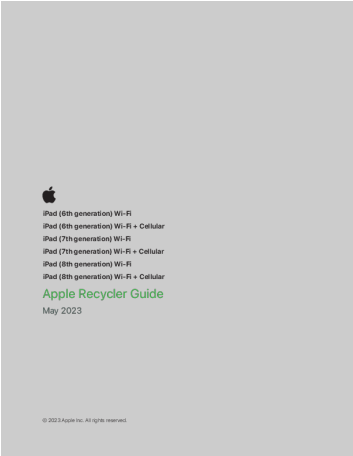 iPad (6th generation) Wi-Fi
iPad (6th generation) Wi-Fi + Cellular
iPad (7th generation) Wi-Fi
iPad (7th generation) Wi-Fi + Cellular
iPad (8th generation) Wi-Fi
iPad (8th generation) Wi-Fi + Cellular
Apple Recycler Guide
May 2023
© 2023 Apple Inc. All rights reserved.